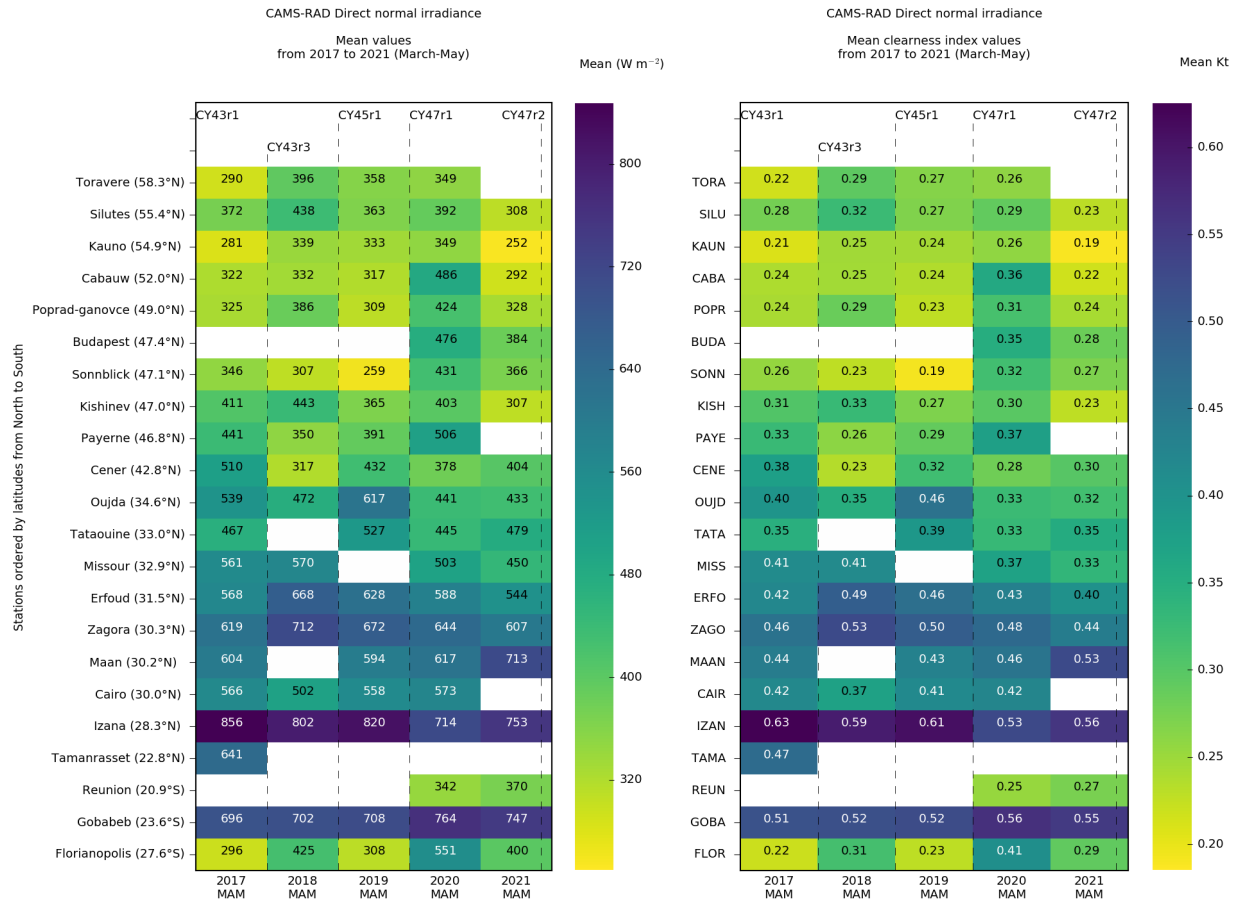 CAMS-RAD Direct normal irradiance
Mean values
from 2017 to 2021 (March-May)
Mean (W m⁻²)
CY43r1 CY45r1 CY47r1 CY47r2
CY43r3
Stations ordered by latitudes from North to South
Toravere (58.3°N) 290 396 358 349
Silutes (55.4°N) 372 438 363 392 308
Kauno (54.9°N) 281 339 333 349 252
Cabauw (52.0°N) 322 332 317 486 292
Poprad-ganovce (49.0°N) 325 386 309 424 328
Budapest (47.4°N) 476 384
Sonnblick (47.1°N) 346 307 259 431 366
Kishinev (47.0°N) 411 443 365 403 307
Payerne (46.8°N) 441 350 391 506
Cener (42.8°N) 510 317 432 378 404
Oujda (34.6°N) 539 472 617 441 433
Tataouine (33.0°N) 467 527 445 479
Missour (32.9°N) 561 570 503 450
Erfoud (31.5°N) 568 668 628 588 544
Zagora (30.3°N) 619 712 672 644 607
Maan (30.2°N) 604 594 617 713
Cairo (30.0°N) 566 502 558 573
Izana (28.3°N) 856 802 820 714 753
Tamanrasset (22.8°N) 641
Reunion (20.9°S) 342 370
Gobabeb (23.6°S) 696 702 708 764 747
Florianopolis (27.6°S) 296 425 308 551 400
2017 2018 2019 2020 2021
MAM MAM MAM MAM MAM
800
720
640
560
480
400
320
CAMS-RAD Direct normal irradiance
Mean clearness index values
from 2017 to 2021 (March-May)
Mean Kt
CY43r1 CY45r1 CY47r1 CY47r2
CY43r3
TORA 0.22 0.29 0.27 0.26
SILU 0.28 0.32 0.27 0.29 0.23
KAUN 0.21 0.25 0.24 0.26 0.19
CABA 0.24 0.25 0.24 0.36 0.22
POPR 0.24 0.29 0.23 0.31 0.24
BUDA 0.35 0.28
SONN 0.26 0.23 0.19 0.32 0.27
KISH 0.31 0.33 0.27 0.30 0.23
PAYE 0.33 0.26 0.29 0.37
CENE 0.38 0.23 0.32 0.28 0.30
OUJD 0.40 0.35 0.46 0.33 0.32
TATA 0.35 0.39 0.33 0.35
MISS 0.41 0.41 0.37 0.33
ERFO 0.42 0.49 0.46 0.43 0.40
ZAGO 0.46 0.53 0.50 0.48 0.44
MAAN 0.44 0.43 0.46 0.53
CAIR 0.42 0.37 0.41 0.42
IZAN 0.63 0.59 0.61 0.53 0.56
TAMA 0.47
REUN 0.25 0.27
GOBA 0.51 0.52 0.52 0.56 0.55
FLOR 0.22 0.31 0.23 0.41 0.29
2017 2018 2019 2020 2021
MAM MAM MAM MAM MAM
0.60
0.55
0.50
0.45
0.40
0.35
0.30
0.25
0.20